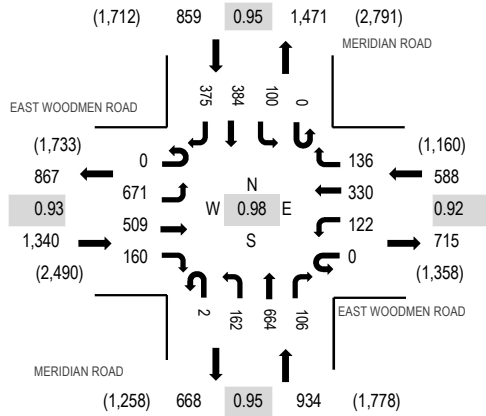 (1,712) 859 0.95 1,471 (2,791)
MERIDIAN ROAD
375 384 100 0
EAST WOODMEN ROAD
(1,733) (1,160)
0 136
867 588
N
671 330
0.93 W 0.98 E 0.92
509 122
S
1,340 715
160 0
(2,490) (1,358)
2 162 664 106
EAST WOODMEN ROAD
MERIDIAN ROAD
(1,258) 668 0.95 934 (1,778)